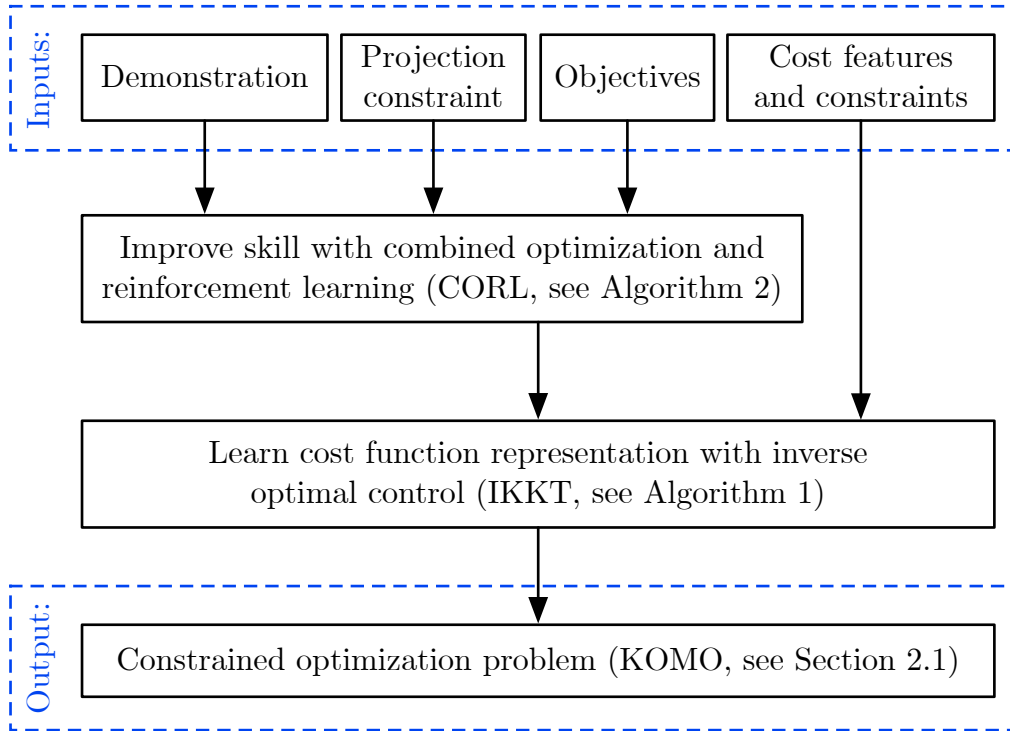 Inputs:
Demonstration
Projection
constraint
Objectives
Cost features
and constraints
Improve skill with combined optimization and
reinforcement learning (CORL, see Algorithm 2)
Learn cost function representation with inverse
optimal control (IKKT, see Algorithm 1)
Output:
Constrained optimization problem (KOMO, see Section 2.1)